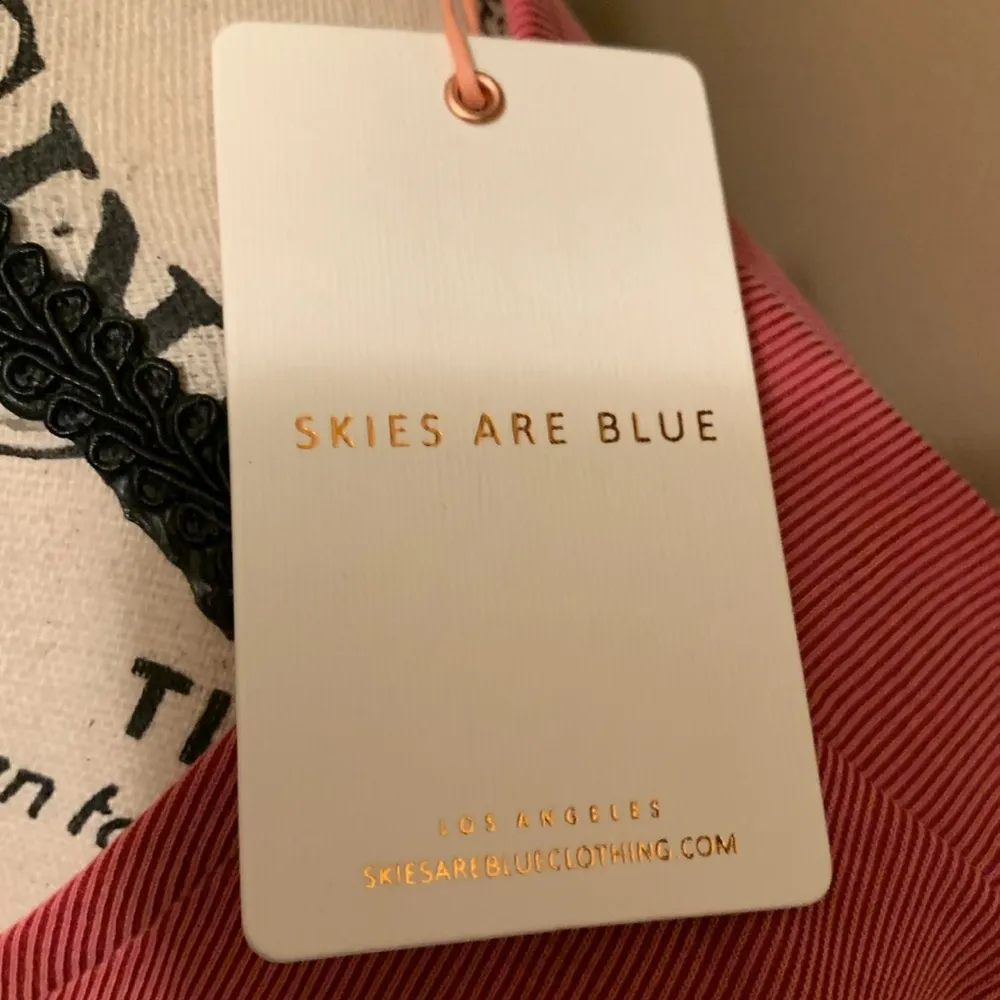 SKIES ARE BLUE
LOS ANGELES
SKIESAREBLUECLOTHING.COM